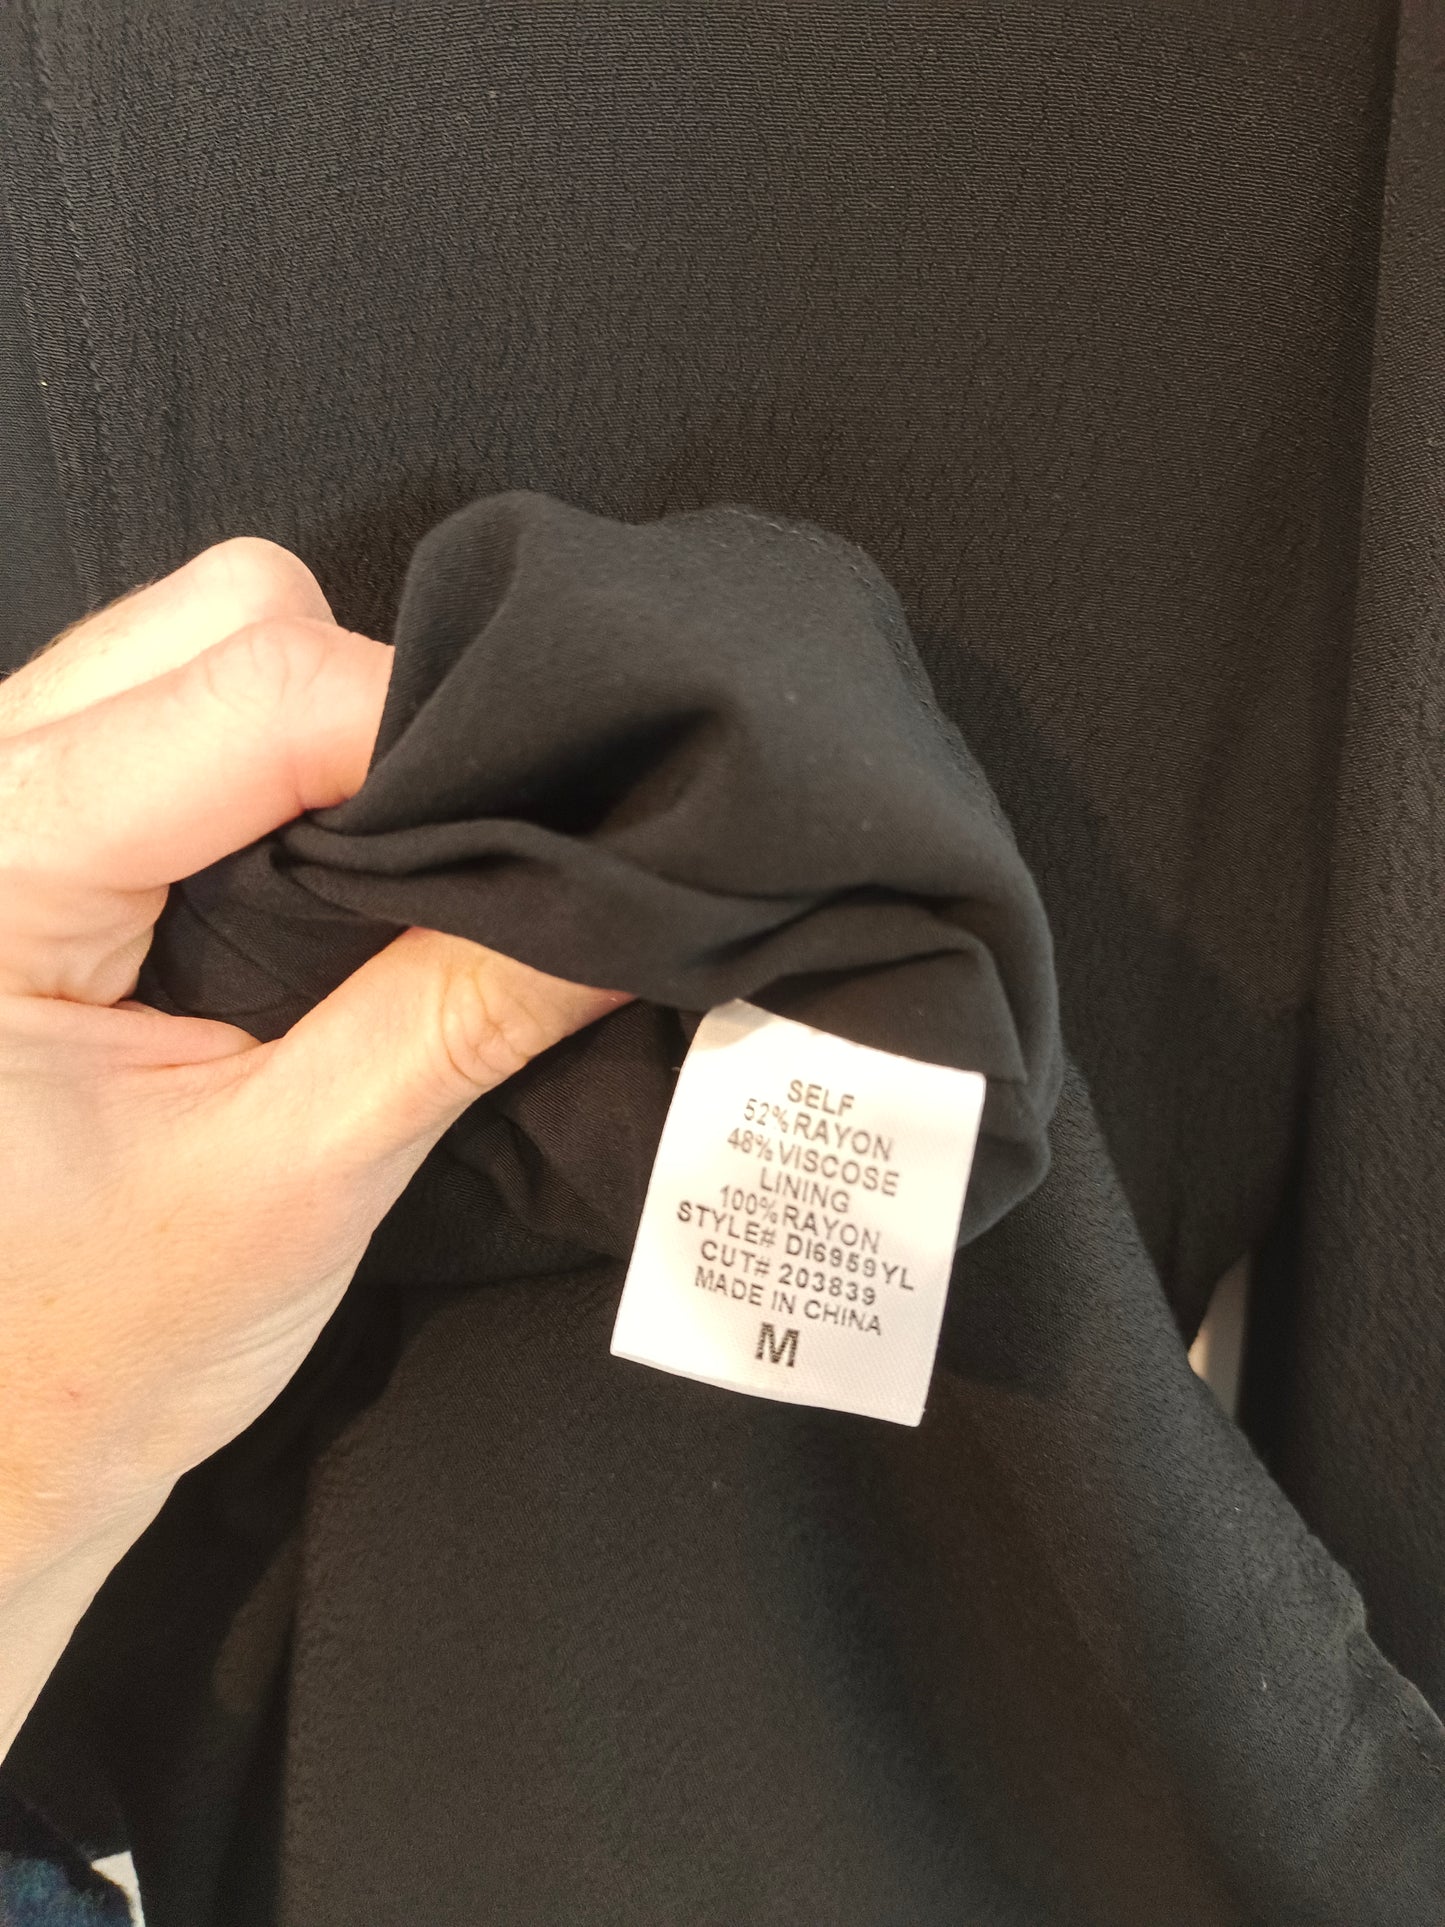 SELF
52%RAYON
48%VISCOSE
LINING
100%RAYON
STYLE# DI6959YL
CUT# 203839
MADE IN CHINA
M